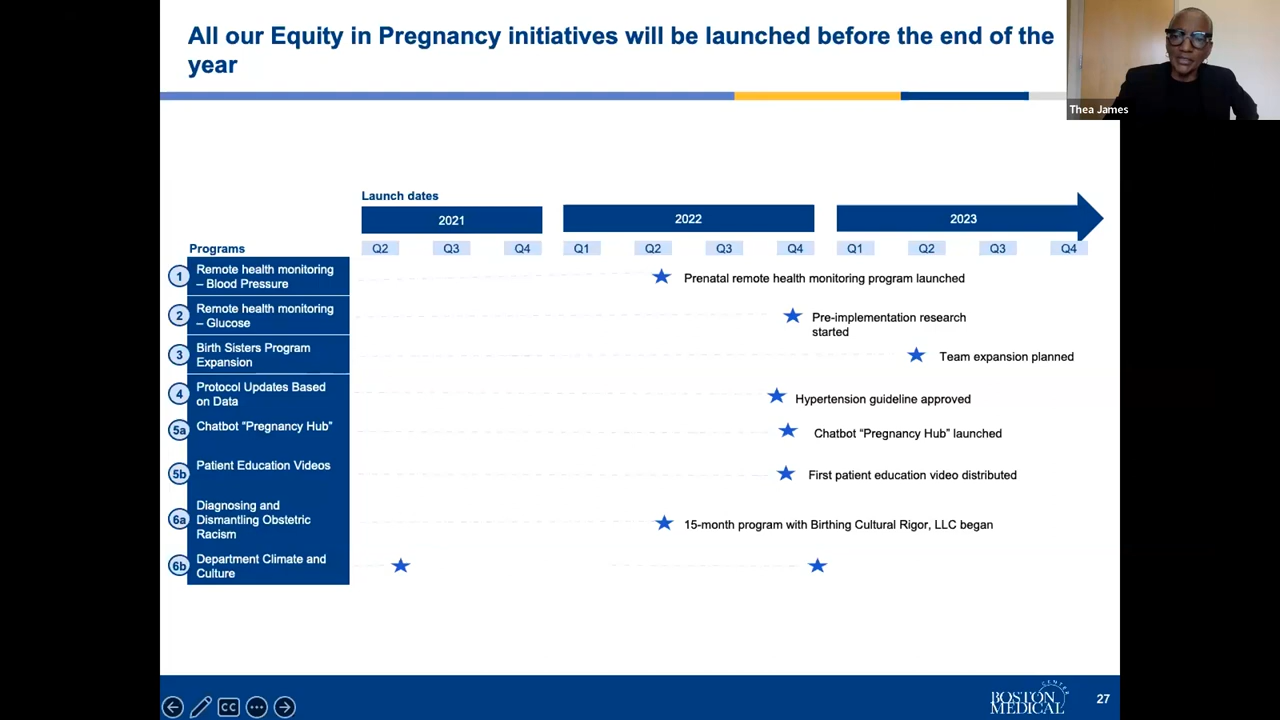 All our Equity in Pregnancy initiatives will be launched before the end of the
year
Thea James
Launch dates
2021
2022
2023
Programs
Q2
Q3
Q4
Q1
Q2
Q3
Q4
Q1
Q2
Q3
Q4
1
Remote health monitoring
– Blood Pressure
Prenatal remote health monitoring program launched
2
Remote health monitoring
– Glucose
Pre-implementation research
started
3
Birth Sisters Program
Expansion
Team expansion planned
4
Protocol Updates Based
on Data
Hypertension guideline approved
5a
Chatbot “Pregnancy Hub”
Chatbot “Pregnancy Hub” launched
5b
Patient Education Videos
First patient education video distributed
6a
Diagnosing and
Dismantling Obstetric
Racism
15-month program with Birthing Cultural Rigor, LLC began
6b
Department Climate and
Culture
CC
BOSTON
MEDICAL
CENTER
27